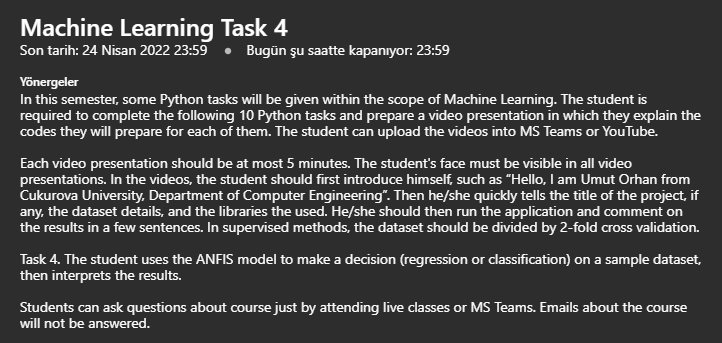 Machine Learning Task 4
Son tarih: 24 Nisan 2022 23:59 • Bugün şu saatte kapanıyor: 23:59
Yönergeler
In this semester, some Python tasks will be given within the scope of Machine Learning. The student is
required to complete the following 10 Python tasks and prepare a video presentation in which they explain the
codes they will prepare for each of them. The student can upload the videos into MS Teams or YouTube.
Each video presentation should be at most 5 minutes. The student's face must be visible in all video
presentations. In the videos, the student should first introduce himself, such as “Hello, I am Umut Orhan from
Cukurova University, Department of Computer Engineering”. Then he/she quickly tells the title of the project, if
any, the dataset details, and the libraries the used. He/she should then run the application and comment on
the results in a few sentences. In supervised methods, the dataset should be divided by 2-fold cross validation.
Task 4. The student uses the ANFIS model to make a decision (regression or classification) on a sample dataset,
then interprets the results.
Students can ask questions about course just by attending live classes or MS Teams. Emails about the course
will not be answered.